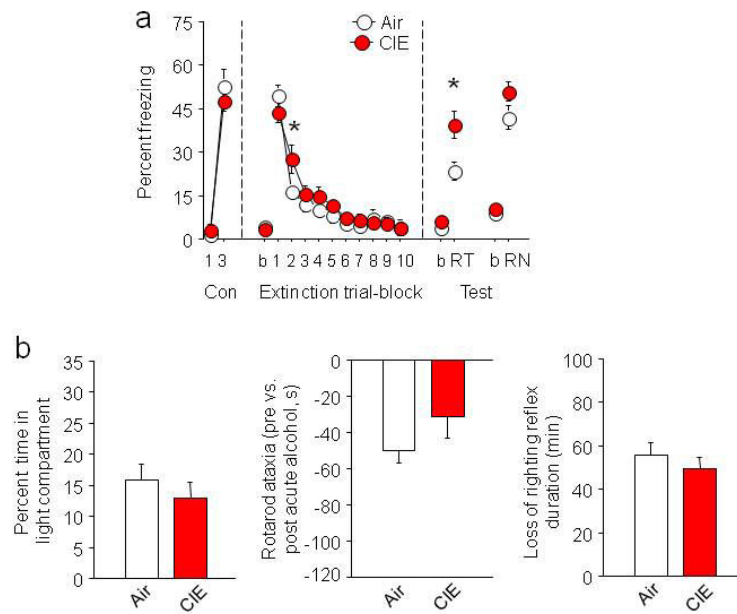 a
Air
CIE
Percent freezing
75
60
45
30
15
0
*
*
1 3
b 1 2 3 4 5 6 7 8 9 10
b RT
b RN
Con
Extinction trial-block
Test
b
Percent time in
light compartment
35
30
25
20
15
10
5
0
Air
CIE
Rotarod ataxia (pre vs.
post acute alcohol, s)
0
-20
-40
-60
-80
-100
-120
Air
CIE
Loss of righting reflex
duration (min)
100
80
60
40
20
0
Air
CIE